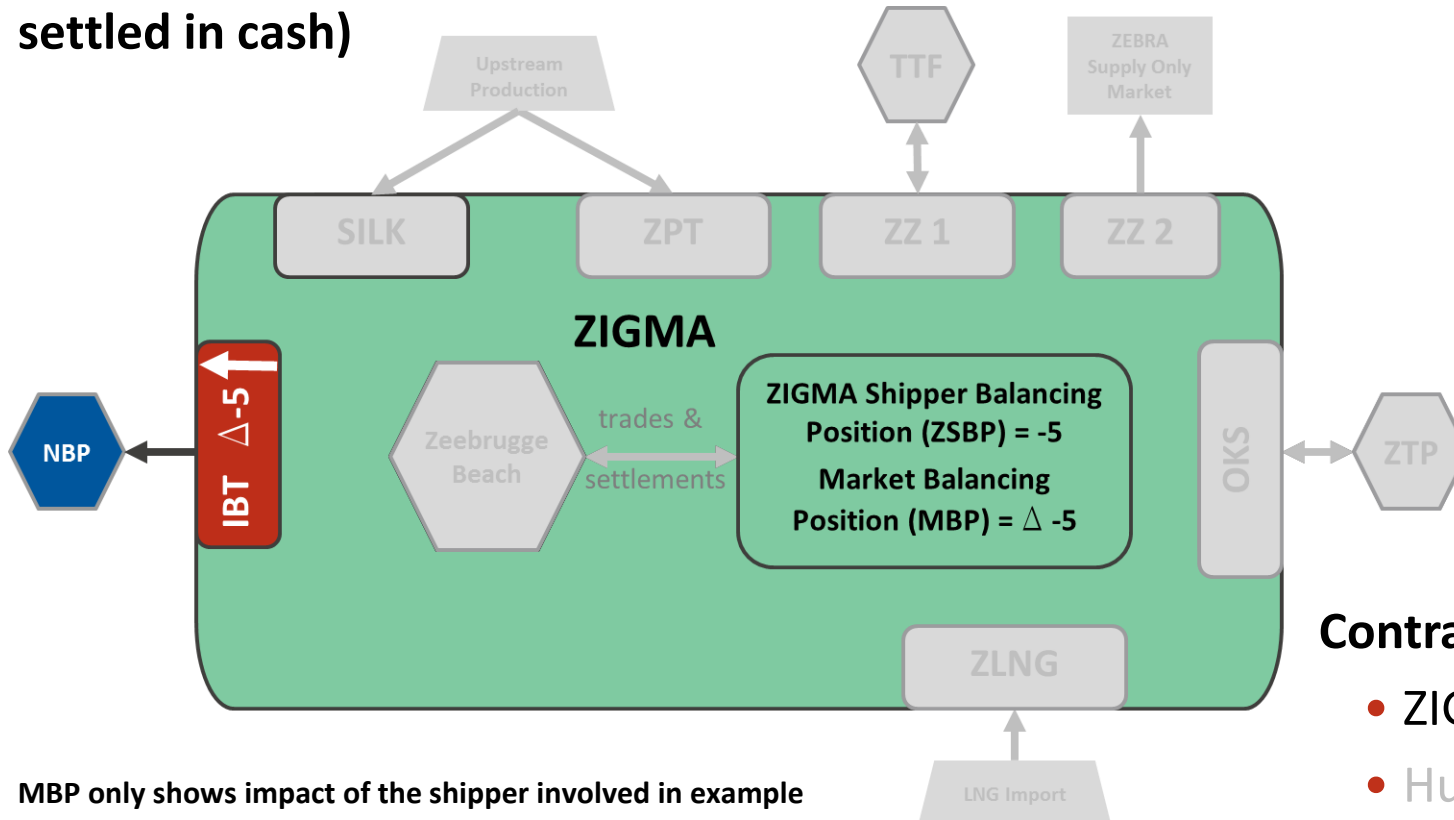 settled in cash)
Upstream
Production
TTF
ZEBRA
Supply Only
Market
SILK
ZPT
ZZ 1
ZZ 2
ZIGMA
NBP
IBT Δ-5
Zeebrugge
Beach
trades &
settlements
ZIGMA Shipper Balancing
Position (ZSBP) = -5
Market Balancing
Position (MBP) = Δ -5
OKS
ZTP
ZLNG
LNG Import
Contra
• ZIG
• Hu
MBP only shows impact of the shipper involved in example